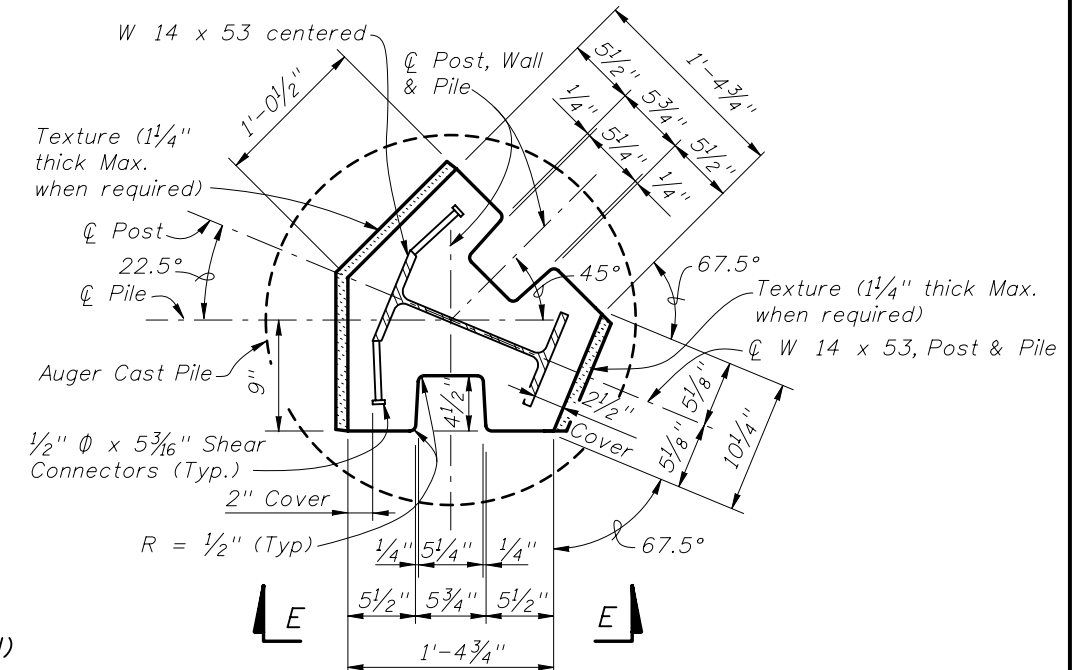 W 14 x 53 centered
℄ Post, Wall
& Pile
5½"
1'-4¾"
1'-0½"
¼"
5¾"
5¼"
5½"
¼"
Texture (1¼"
thick Max.
when required)
℄ Post
22.5°
℄ Pile
45°
67.5°
Texture (1¼" thick Max.
when required)
℄ W 14 x 53, Post & Pile
Auger Cast Pile
9"
4½"
2½"
Cover
5⅛"
5⅛"
10¼"
½" Φ x 5³⁄₁₆" Shear
Connectors (Typ.)
2" Cover
R = ½" (Typ)
¼" 5¼" ¼"
67.5°
E
5½" 5¾" 5½"
E
1'-4¾"